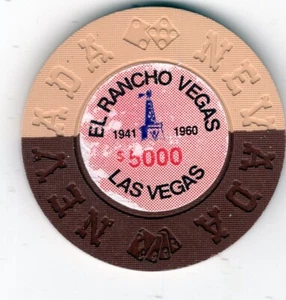 NEVADA
EL RANCHO VEGAS
1941 1960
$5000
LAS VEGAS
NEVADA